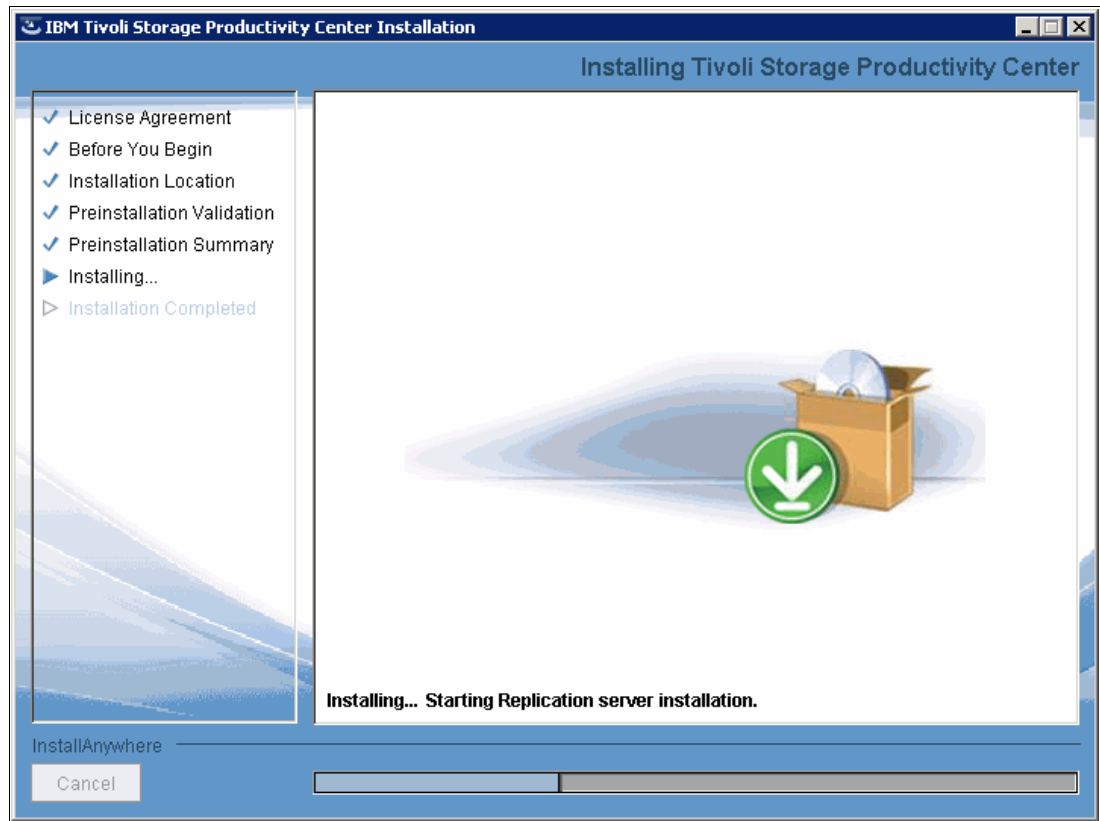 IBM Tivoli Storage Productivity Center Installation
Installing Tivoli Storage Productivity Center
License Agreement
Before You Begin
Installation Location
Preinstallation Validation
Preinstallation Summary
Installing...
Installation Completed
Installing... Starting Replication server installation.
InstallAnywhere
Cancel